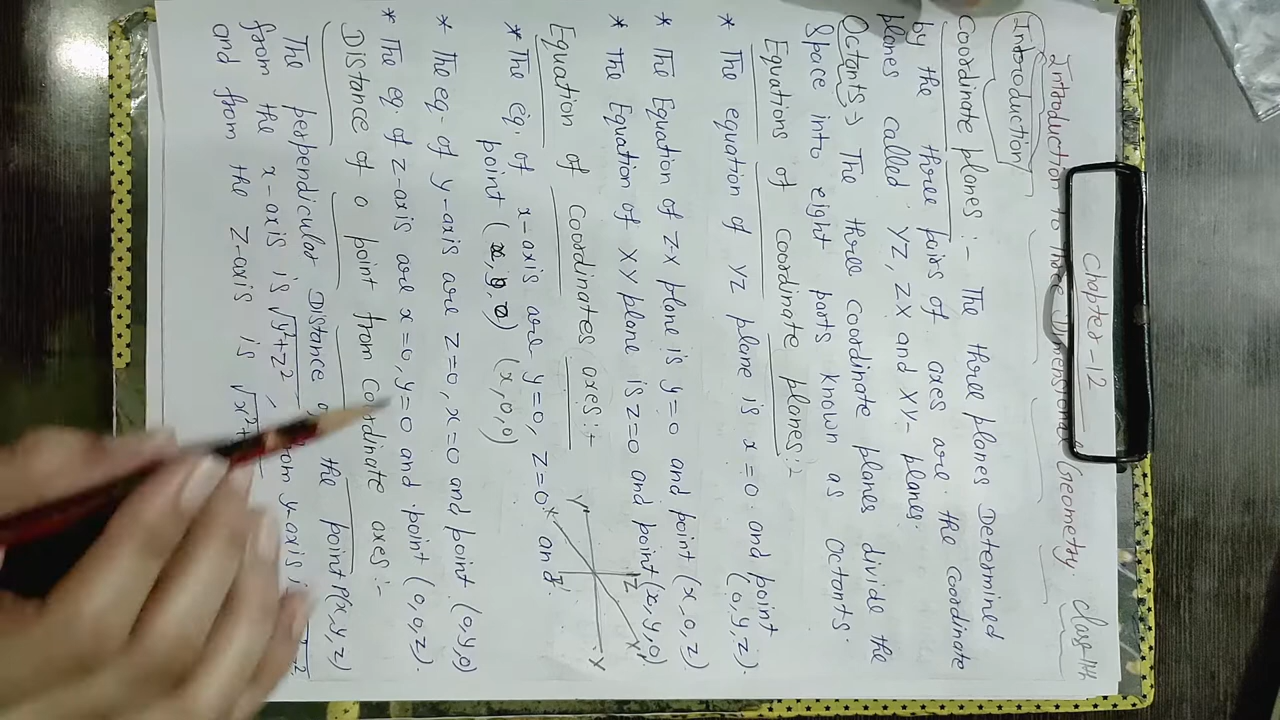 Chapter-12
Introduction to three Dimensional Geometry. Class-11th
Introduction
Coordinate planes :- The three planes Determined
by the three pairs of axes are the coordinate
planes called YZ, ZX and XY- planes.
Octants => The three coordinate planes divide the
Space into eight parts known as octants.
Equations of coordinate planes:-
* The equation of YZ plane is x=0 and point
(0,y,z).
* The Equation of ZX plane is y=0 and point (x,0,z)
* The Equation of XY plane is z=0 and point (x,y,0)
Equation of coordinates axes:-
* The eq. of x-axis are y=0, z=0 and
point (x,0,0) (x,0,0)
Z
X'
Y'
Y
Z'
X
* The eq. of y-axis are z=0, x=0 and point (0,y,0)
* The eq. of z-axis are x=0, y=0 and point (0,0,z).
Distance of a point from coordinate axes:-
The perpendicular Distance the point P(x,y,z)
from the x-axis is √y²+z², from y-axis
and from the z-axis is √x²+